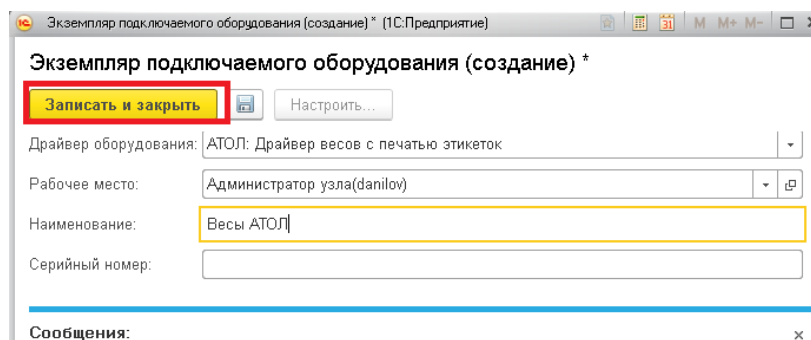 Экземпляр подключаемого оборудования (создание) * (1С:Предприятие)
M M+ M-
31
Экземпляр подключаемого оборудования (создание) *
Записать и закрыть
Настроить...
Драйвер оборудования: АТОЛ: Драйвер весов с печатью этикеток
Рабочее место: Администратор узла(danilov)
Наименование: Весы АТОЛ
Серийный номер:
Сообщения: